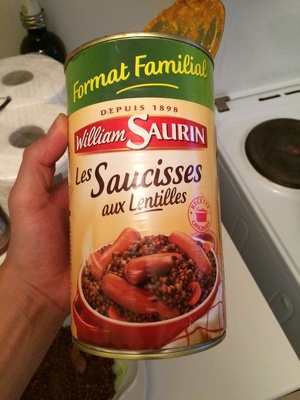 Format Familial
DEPUIS 1898
William SAURIN
Les Saucisses
aux Lentilles